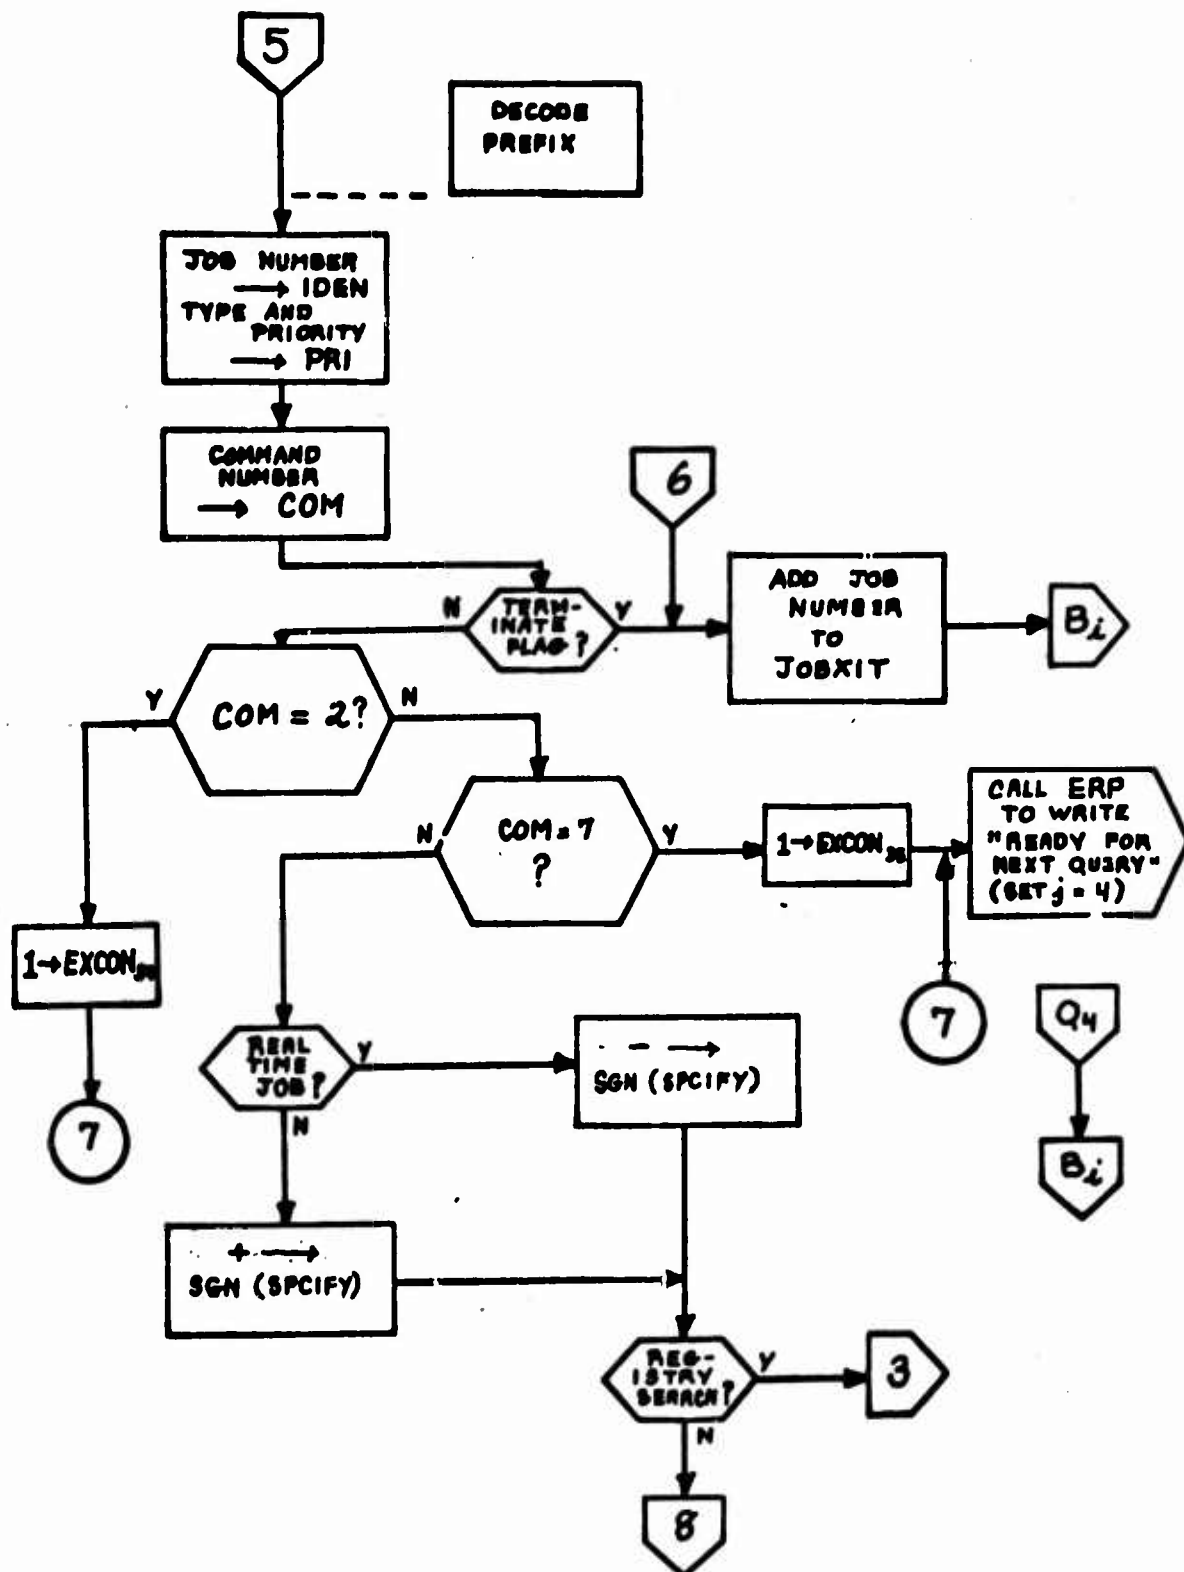 5
DECODE
PREFIX
JOB NUMBER
→ IDEN
TYPE AND
PRIORITY
→ PRI
COMMAND
NUMBER
→ COM
6
TERM-
INATE
FLAG?
N
Y
ADD JOB
NUMBER
TO
JOBXIT
Bi
COM = 2?
Y
N
COM = 7
?
N
Y
1→EXCON
CALL ERP
TO WRITE
"READY FOR
NEXT QUERY"
(SET j = 4)
1→EXCON
7
7
Q4
Bi
REAL
TIME
JOB?
Y
N
- →
SGN (SPCIFY)
+ →
SGN (SPCIFY)
REG-
ISTRY
SEARCH?
Y
N
3
8